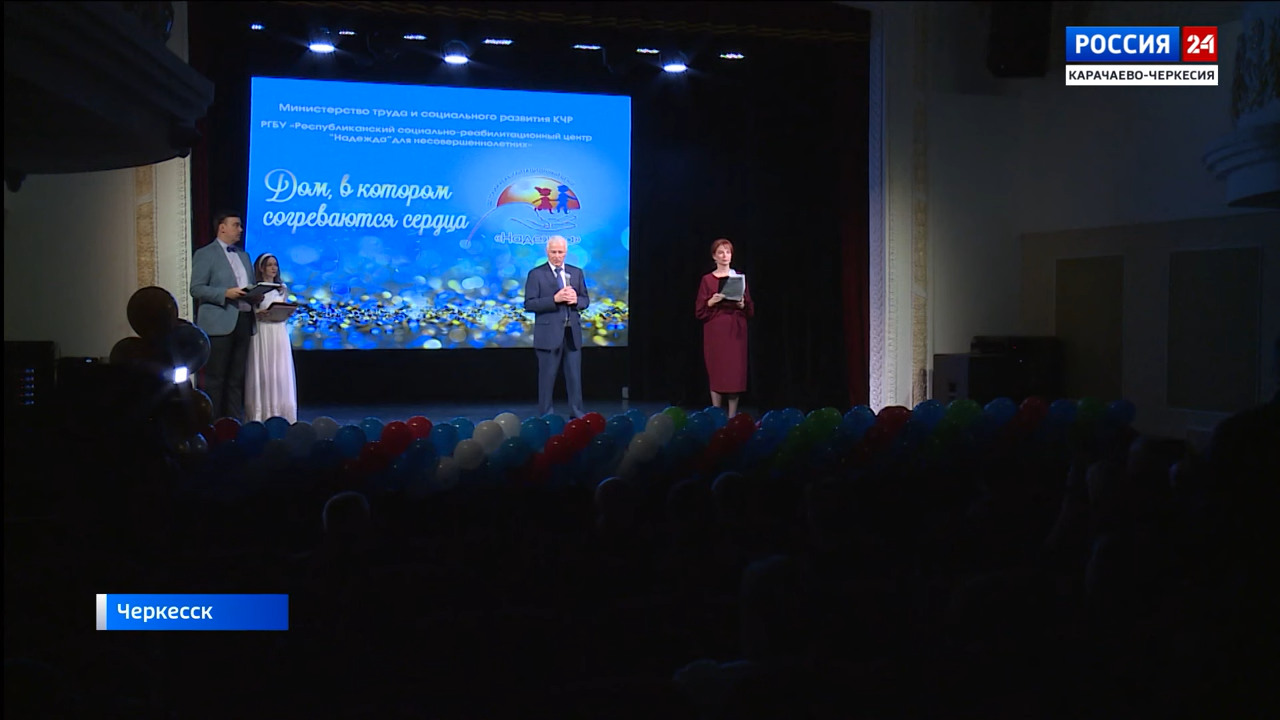 РОССИЯ 24
КАРАЧАЕВО-ЧЕРКЕСИЯ
Министерство труда и социального развития КЧР
РГБУ «Республиканский социально-реабилитационный центр
"Надежда" для несовершеннолетних»
Дом, в котором
согреваются сердца
«Надежда»
Черкесск